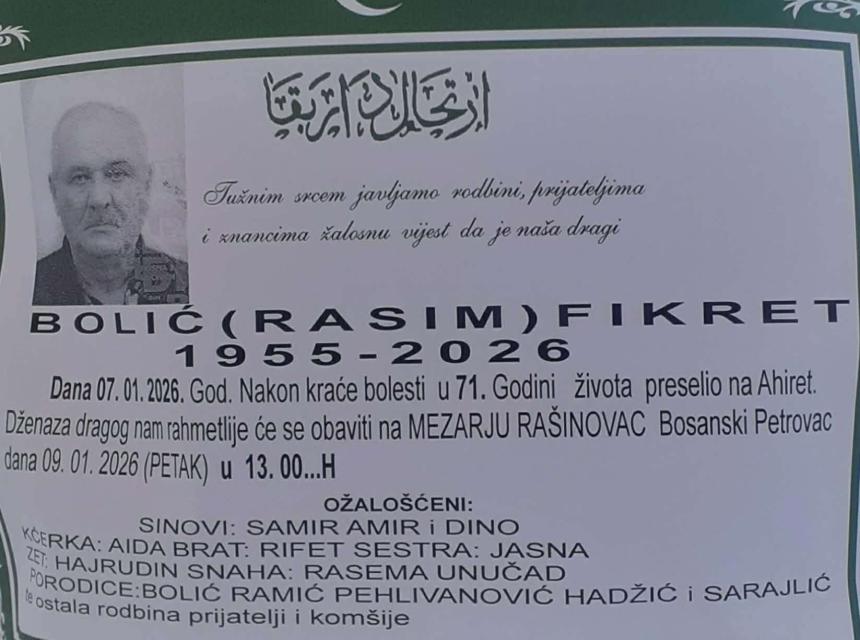 ارتحال دار بقا
Tužnim srcem javljamo rodbini, prijateljima
i znancima žalosnu vijest da je naša dragi
BOLIĆ (RASIM) FIKRET
1955-2026
Dana 07.01.2026. God. Nakon kraće bolesti u 71. Godini života preselio na Ahiret.
Dženaza dragog nam rahmetlije će se obaviti na MEZARJU RAŠINOVAC Bosanski Petrovac
dana 09. 01. 2026 (PETAK) u 13. 00...H
OŽALOŠĆENI:
SINOVI: SAMIR AMIR i DINO
KĆERKA: AIDA BRAT: RIFET SESTRA: JASNA
ZET: HAJRUDIN SNAHA: RASEMA UNUČAD
PORODICE:BOLIĆ RAMIĆ PEHLIVANOVIĆ HADŽIĆ i SARAJLIĆ
te ostala rodbina prijatelji i komšije